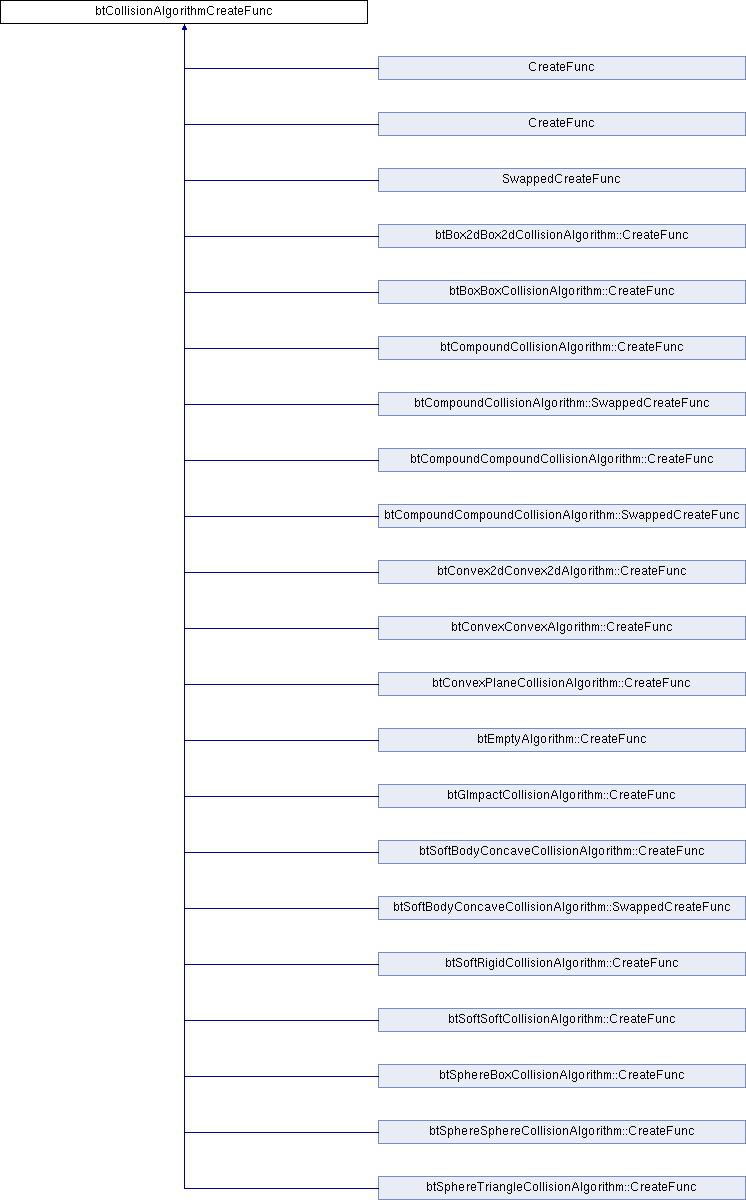 btCollisionAlgorithmCreateFunc
CreateFunc
CreateFunc
SwappedCreateFunc
btBox2dBox2dCollisionAlgorithm::CreateFunc
btBoxBoxCollisionAlgorithm::CreateFunc
btCompoundCollisionAlgorithm::CreateFunc
btCompoundCollisionAlgorithm::SwappedCreateFunc
btCompoundCompoundCollisionAlgorithm::CreateFunc
btCompoundCompoundCollisionAlgorithm::SwappedCreateFunc
btConvex2dConvex2dAlgorithm::CreateFunc
btConvexConvexAlgorithm::CreateFunc
btConvexPlaneCollisionAlgorithm::CreateFunc
btEmptyAlgorithm::CreateFunc
btGImpactCollisionAlgorithm::CreateFunc
btSoftBodyConcaveCollisionAlgorithm::CreateFunc
btSoftBodyConcaveCollisionAlgorithm::SwappedCreateFunc
btSoftRigidCollisionAlgorithm::CreateFunc
btSoftSoftCollisionAlgorithm::CreateFunc
btSphereBoxCollisionAlgorithm::CreateFunc
btSphereSphereCollisionAlgorithm::CreateFunc
btSphereTriangleCollisionAlgorithm::CreateFunc